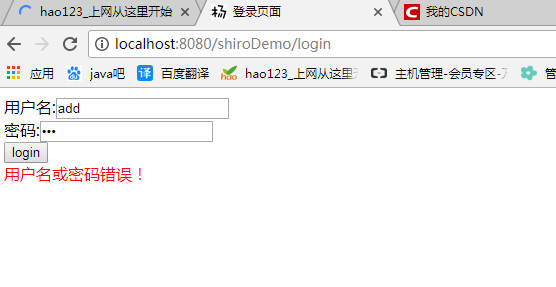 hao123_上网从这里开始 登录页面 我的CSDN
localhost:8080/shiroDemo/login
应用 java吧 译 百度翻译 hao123_上网从这里 主机管理-会员专区- 管
用户名:add
密码:•••
login
用户名或密码错误！